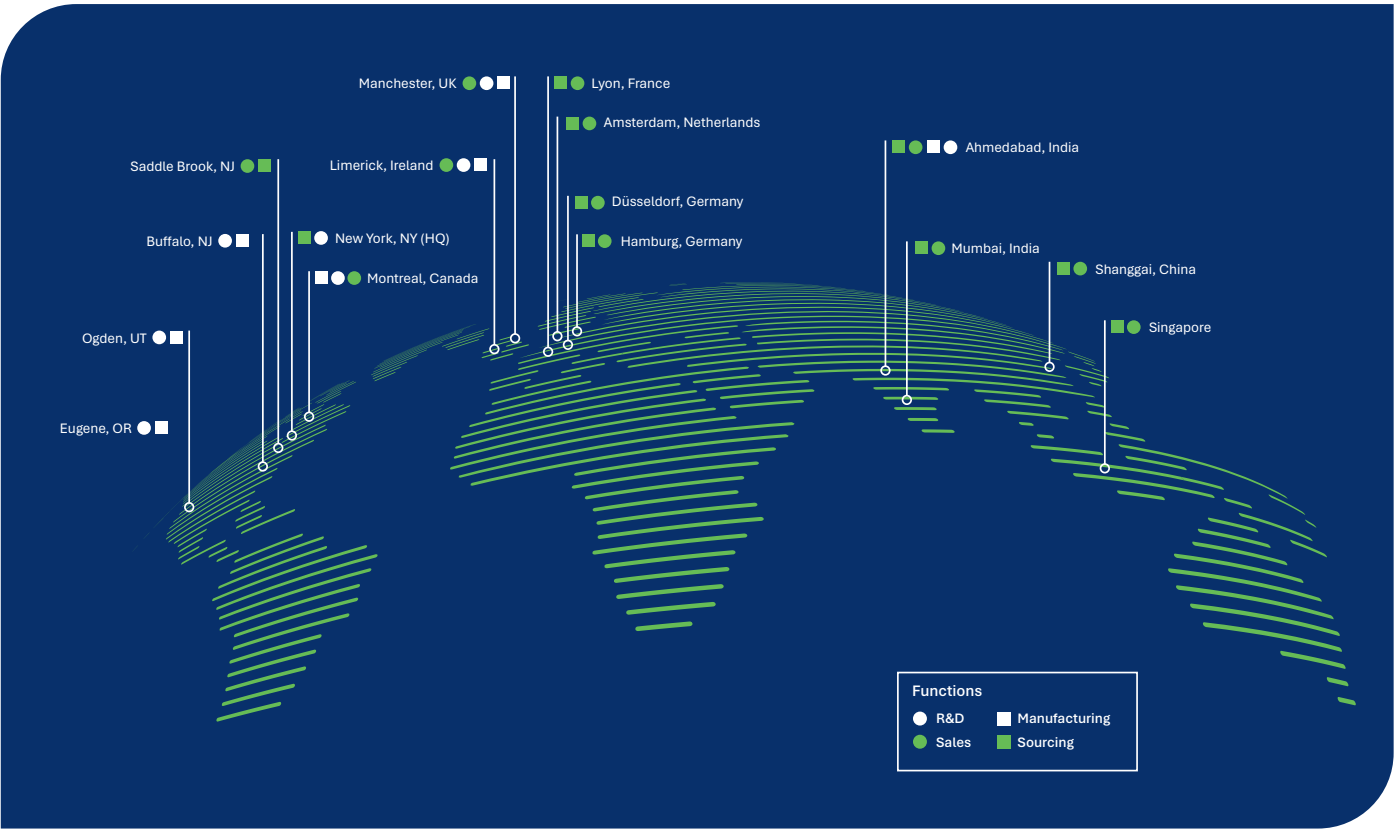 Manchester, UK
Lyon, France
Amsterdam, Netherlands
Ahmedabad, India
Saddle Brook, NJ
Limerick, Ireland
Düsseldorf, Germany
Buffalo, NJ
New York, NY (HQ)
Hamburg, Germany
Mumbai, India
Montreal, Canada
Shanggai, China
Singapore
Ogden, UT
Eugene, OR
Functions
R&D
Manufacturing
Sales
Sourcing